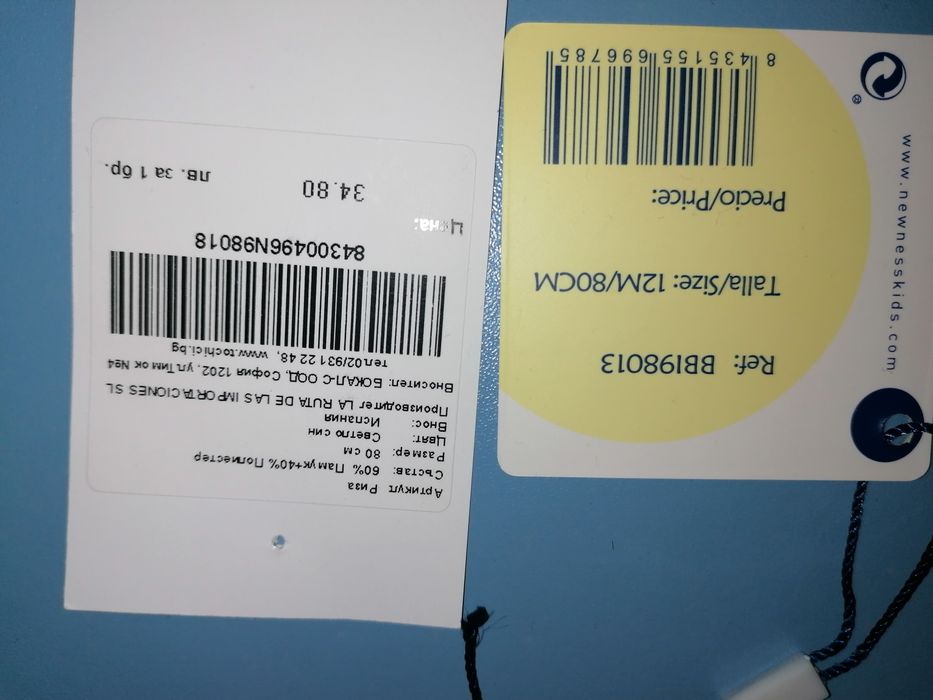 Артикул: Риза
Състав: 60% Памук+40% Полиестер
Размер: 80 см
Цвят: Светло син
Внос: Испания
Производител LA RUTA DE LAS IMPORTACIONES SL
Вносител: БОКАЛ-С ООД, София 1202, ул.Тимок №4
тел.02/931 22 48, www.tochici.bg
84300496N98018
Цена:
34.80 лв. за 1 бр.
Ref: BBI98013
Talla/Size: 12M/80CM
Precio/Price:
8 435155 696785
www.newnesskids.com
®